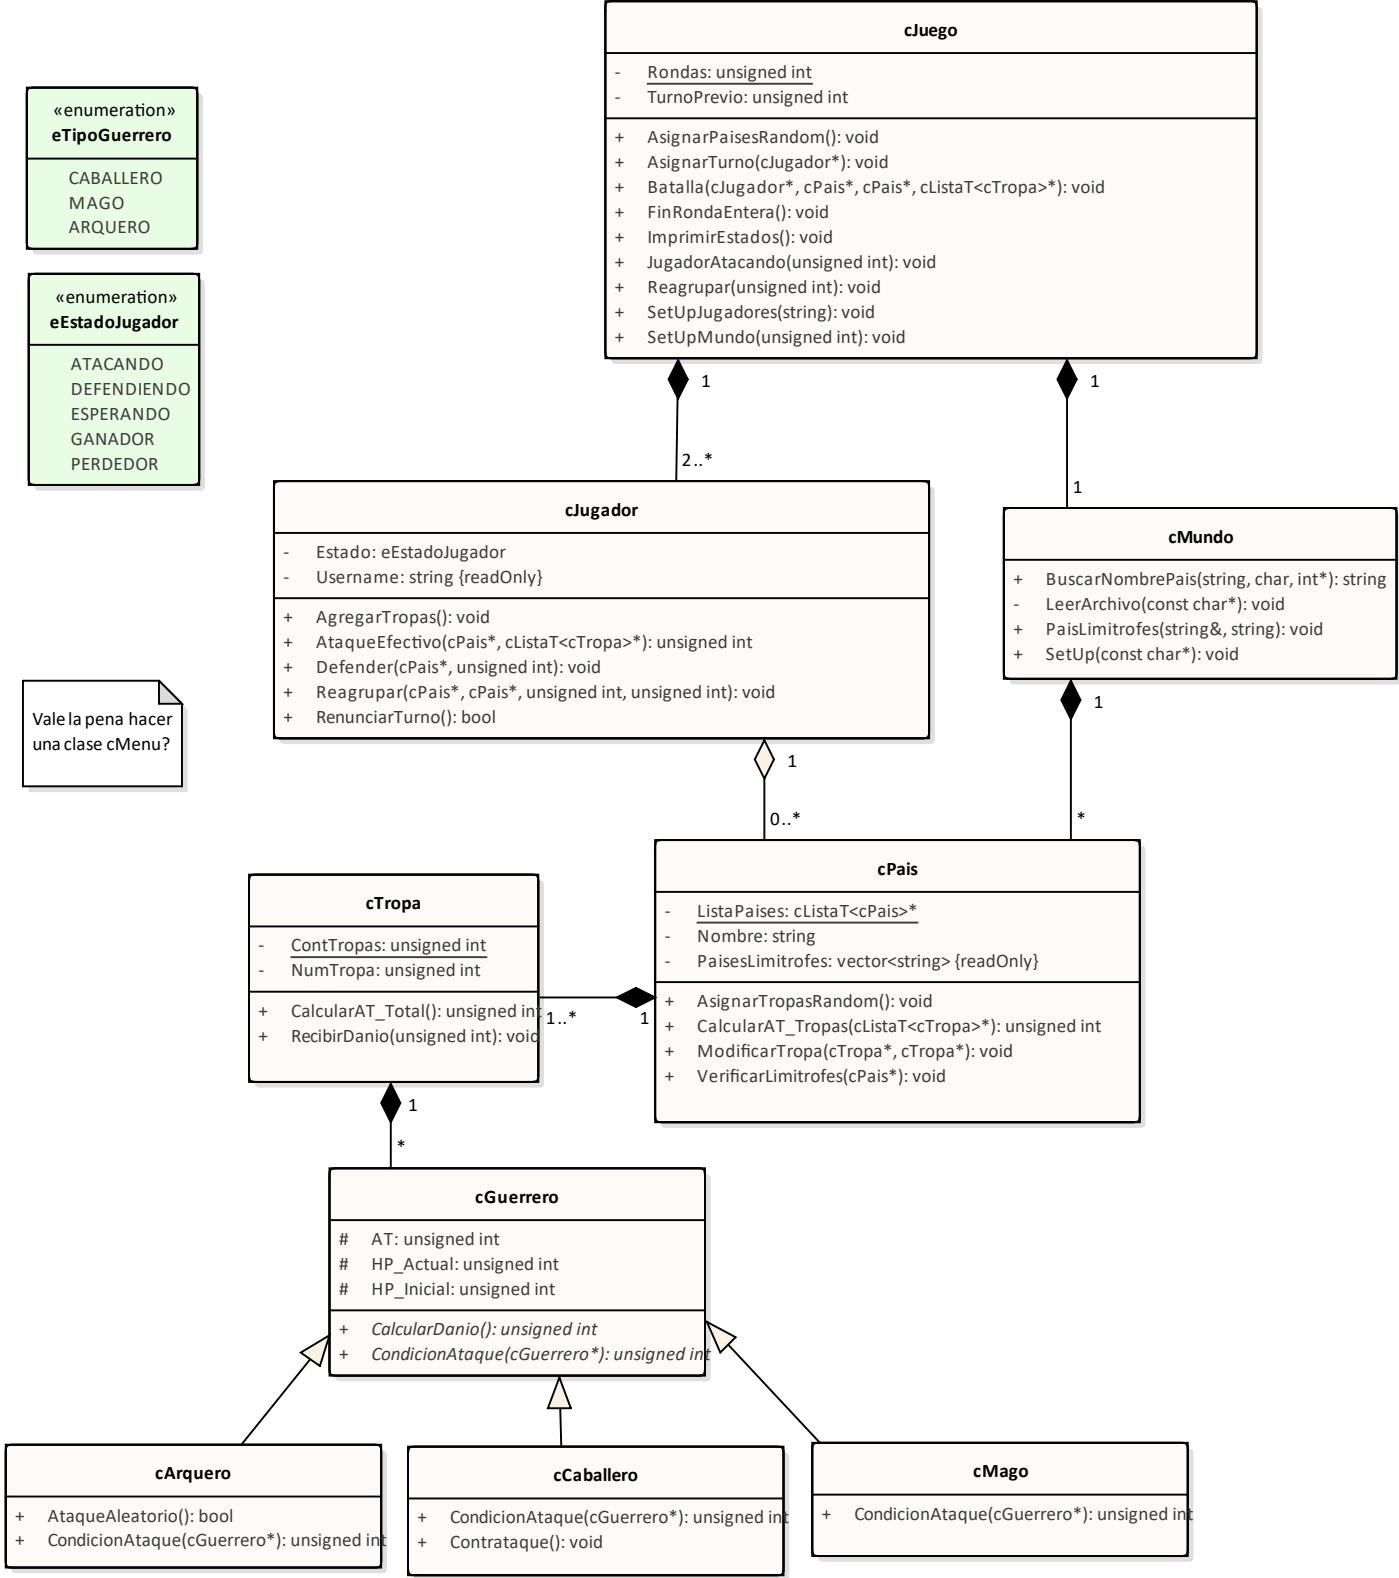 cJuego
- Rondas: unsigned int
- TurnoPrevio: unsigned int
+ AsignarPaisesRandom(): void
+ AsignarTurno(cJugador*): void
+ Batalla(cJugador*, cPais*, cPais*, cListaT<cTropa>*): void
+ FinRondaEntera(): void
+ ImprimirEstados(): void
+ JugadorAtacando(unsigned int): void
+ Reagrupar(unsigned int): void
+ SetUpJugadores(string): void
+ SetUpMundo(unsigned int): void
«enumeration»
eTipoGuerrero
CABALLERO
MAGO
ARQUERO
«enumeration»
eEstadoJugador
ATACANDO
DEFENDIENDO
ESPERANDO
GANADOR
PERDEDOR
1
1
2..*
1
cJugador
- Estado: eEstadoJugador
- Username: string {readOnly}
+ AgregarTropas(): void
+ AtaqueEfectivo(cPais*, cListaT<cTropa>*): unsigned int
+ Defender(cPais*, unsigned int): void
+ Reagrupar(cPais*, cPais*, unsigned int, unsigned int): void
+ RenunciarTurno(): bool
cMundo
+ BuscarNombrePais(string, char, int*): string
- LeerArchivo(const char*): void
+ PaisLimitrofes(string&, string): void
+ SetUp(const char*): void
Vale la pena hacer
una clase cMenu?
1
1
0..*
*
cPais
- ListaPaises: cListaT<cPais>*
- Nombre: string
- PaisesLimitrofes: vector<string> {readOnly}
+ AsignarTropasRandom(): void
+ CalcularAT_Tropas(cListaT<cTropa>*): unsigned int
+ ModificarTropa(cTropa*, cTropa*): void
+ VerificarLimitrofes(cPais*): void
cTropa
- ContTropas: unsigned int
- NumTropa: unsigned int
+ CalcularAT_Total(): unsigned int
+ RecibirDanio(unsigned int): void
1..*
1
1
*
cGuerrero
# AT: unsigned int
# HP_Actual: unsigned int
# HP_Inicial: unsigned int
+ CalcularDanio(): unsigned int
+ CondicionAtaque(cGuerrero*): unsigned int
cArquero
+ AtaqueAleatorio(): bool
+ CondicionAtaque(cGuerrero*): unsigned int
cCaballero
+ CondicionAtaque(cGuerrero*): unsigned int
+ Contrataque(): void
cMago
+ CondicionAtaque(cGuerrero*): unsigned int